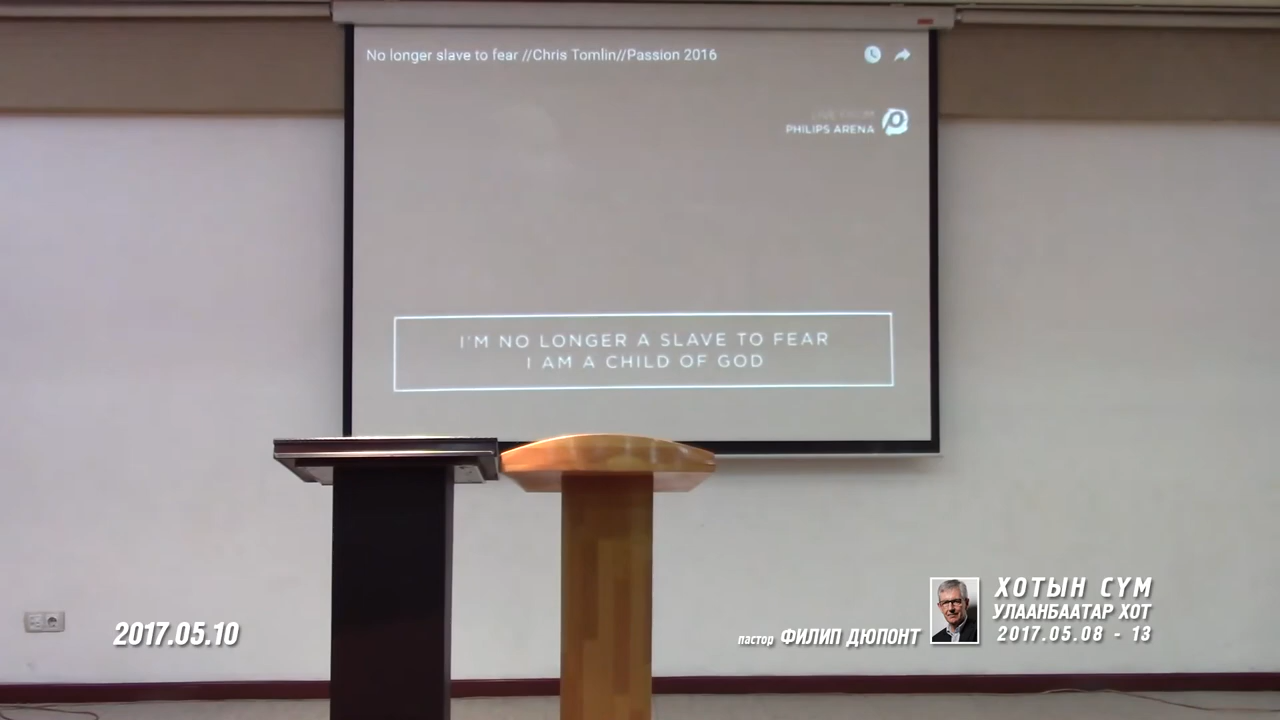 No longer slave to fear //Chris Tomlin//Passion 2016
PHILIPS ARENA
I'M NO LONGER A SLAVE TO FEAR
I AM A CHILD OF GOD
2017.05.10
пастор ФИЛИП ДЮПОНТ
ХОТЫН СҮМ
УЛААНБААТАР ХОТ
2017.05.08 - 13